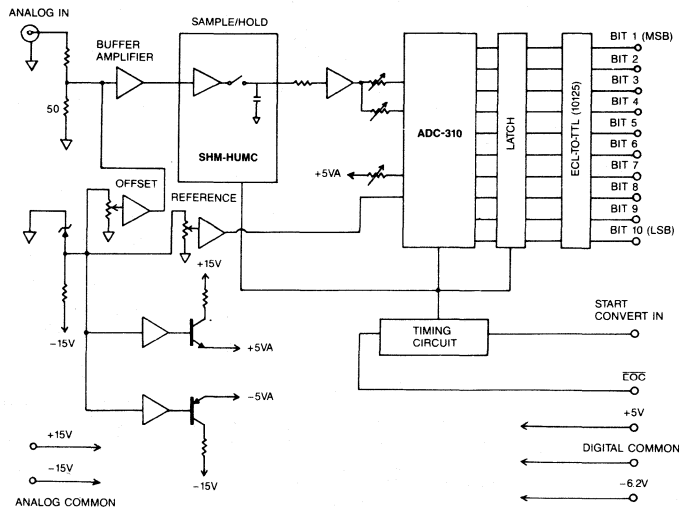 ANALOG IN
SAMPLE/HOLD
BUFFER
AMPLIFIER
50
SHM-HUMC
+5VA
ADC-310
LATCH
ECL-TO-TTL (10125)
BIT 1 (MSB)
BIT 2
BIT 3
BIT 4
BIT 5
BIT 6
BIT 7
BIT 8
BIT 9
BIT 10 (LSB)
OFFSET
REFERENCE
-15V
+15V
+5VA
-5VA
-15V
TIMING
CIRCUIT
START
CONVERT IN
EOC
+5V
DIGITAL COMMON
-6.2V
+15V
-15V
ANALOG COMMON